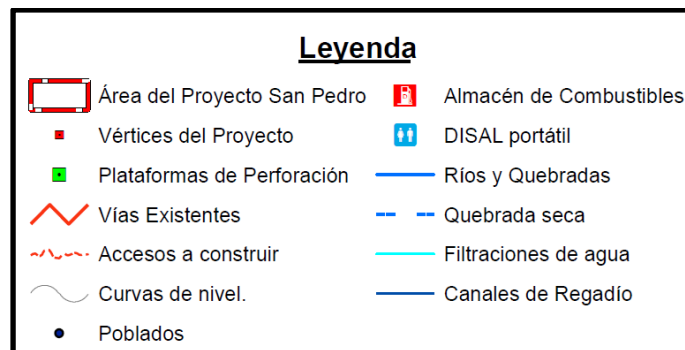 Leyenda
Área del Proyecto San Pedro
Vértices del Proyecto
Plataformas de Perforación
Vías Existentes
Accesos a construir
Curvas de nivel.
Poblados
Almacén de Combustibles
DISAL portátil
Ríos y Quebradas
Quebrada seca
Filtraciones de agua
Canales de Regadío